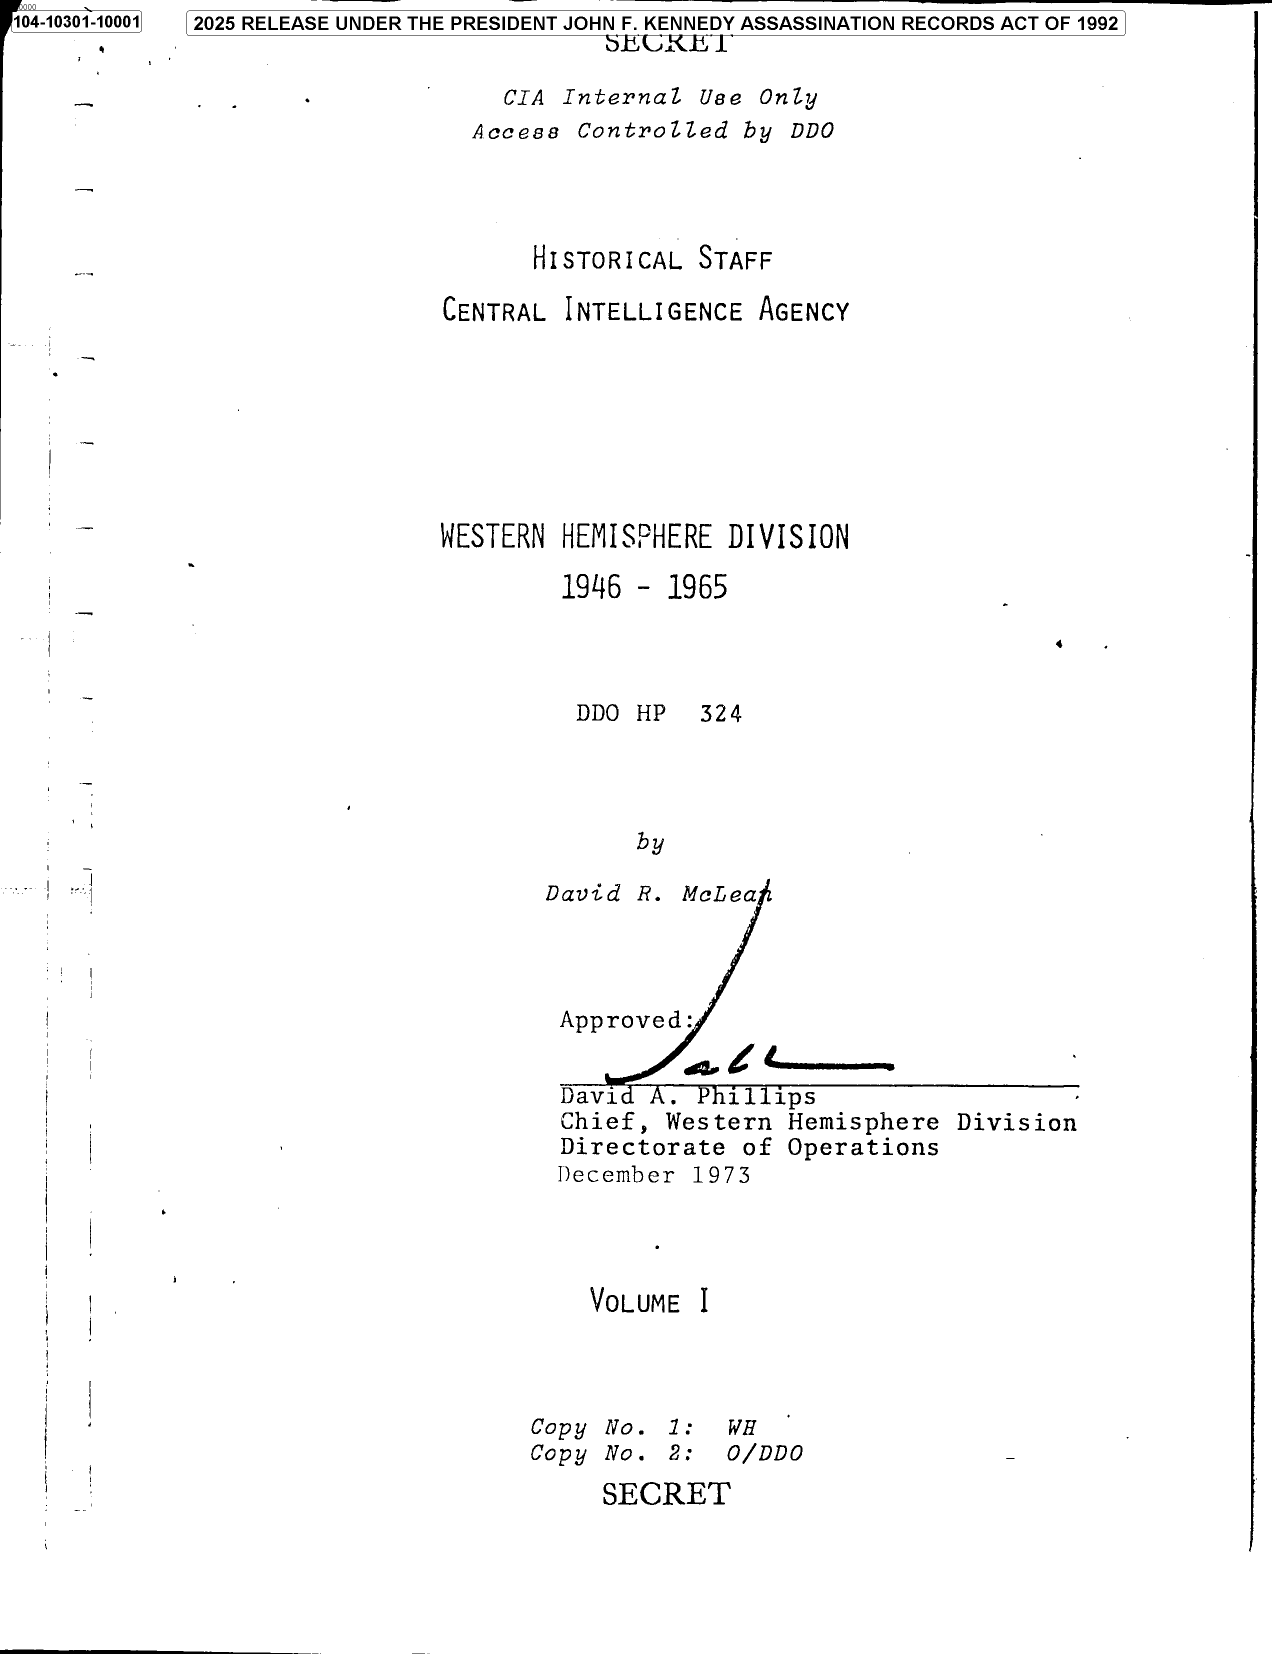 104-10301-10001
2025 RELEASE UNDER THE PRESIDENT JOHN F. KENNEDY ASSASSINATION RECORDS ACT OF 1992
SECRET
CIA Internal Use Only
Access Controlled by DDO
HISTORICAL STAFF
CENTRAL INTELLIGENCE AGENCY
WESTERN HEMISPHERE DIVISION
1946 - 1965
DDO HP 324
by
David R. McLean
Approved:
David A. Phillips
Chief, Western Hemisphere Division
Directorate of Operations
December 1973
VOLUME I
Copy No. 1: WH
Copy No. 2: O/DDO
SECRET